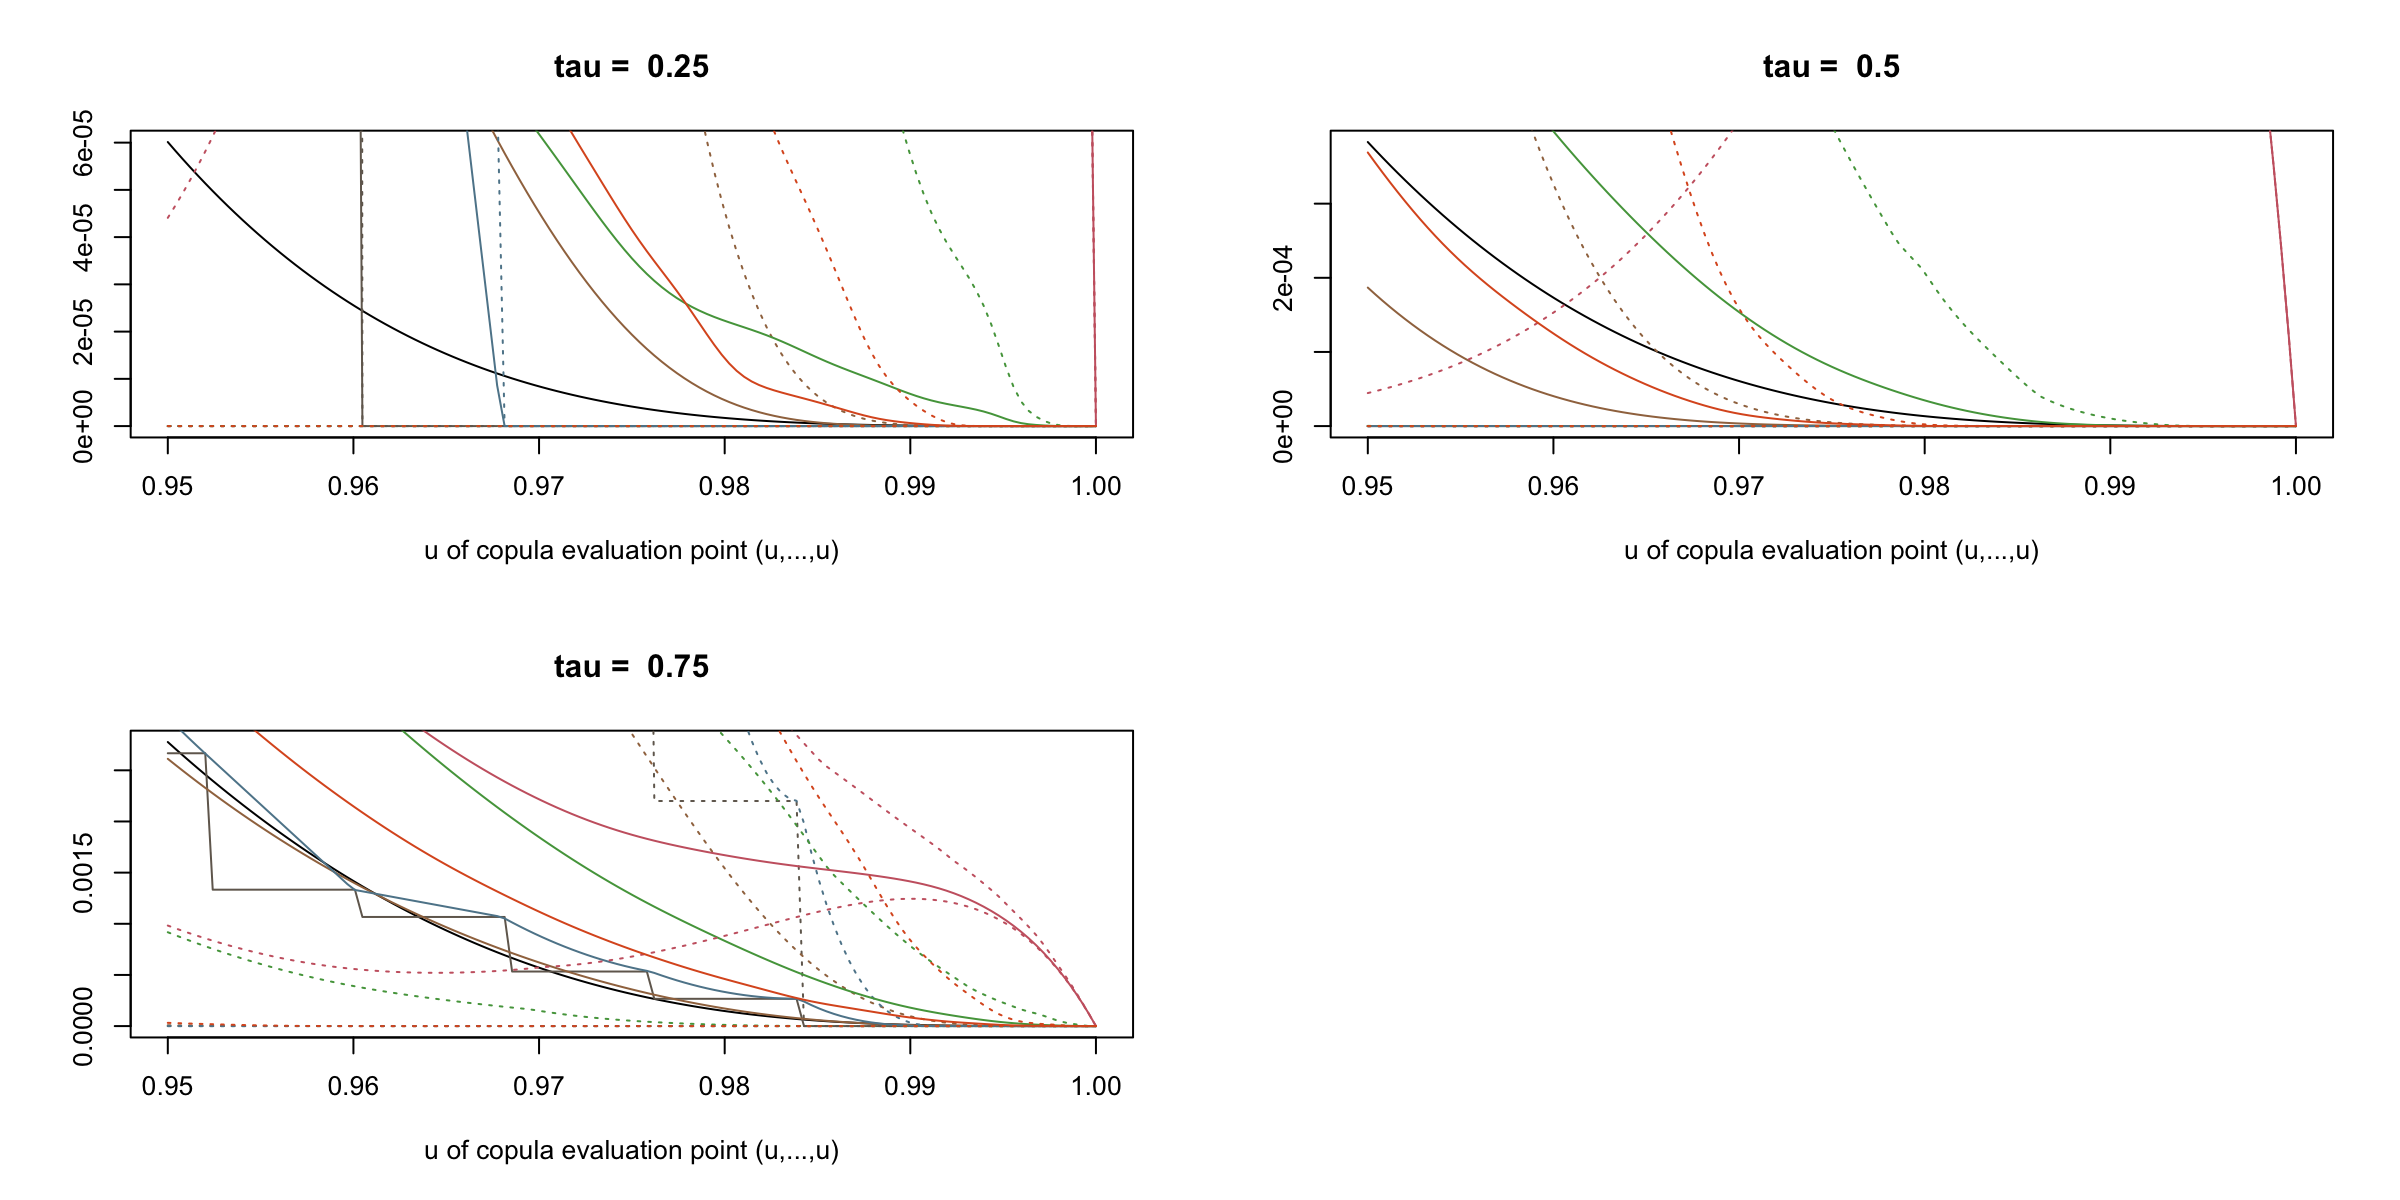 tau =  0.25
6e-05
4e-05
2e-05
0e+00
0.95 0.96 0.97 0.98 0.99 1.00
u of copula evaluation point (u,...,u)
tau =  0.5
2e-04
0e+00
0.95 0.96 0.97 0.98 0.99 1.00
u of copula evaluation point (u,...,u)
tau =  0.75
0.0015
0.0000
0.95 0.96 0.97 0.98 0.99 1.00
u of copula evaluation point (u,...,u)